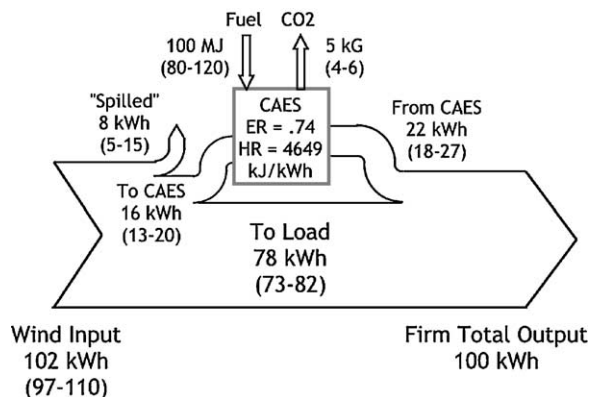 Fuel
CO2
100 MJ
(80-120)
5 kG
(4-6)
"Spilled"
8 kWh
(5-15)
CAES
ER = .74
HR = 4649
kJ/kWh
From CAES
22 kWh
(18-27)
To CAES
16 kWh
(13-20)
To Load
78 kWh
(73-82)
Wind Input
102 kWh
(97-110)
Firm Total Output
100 kWh